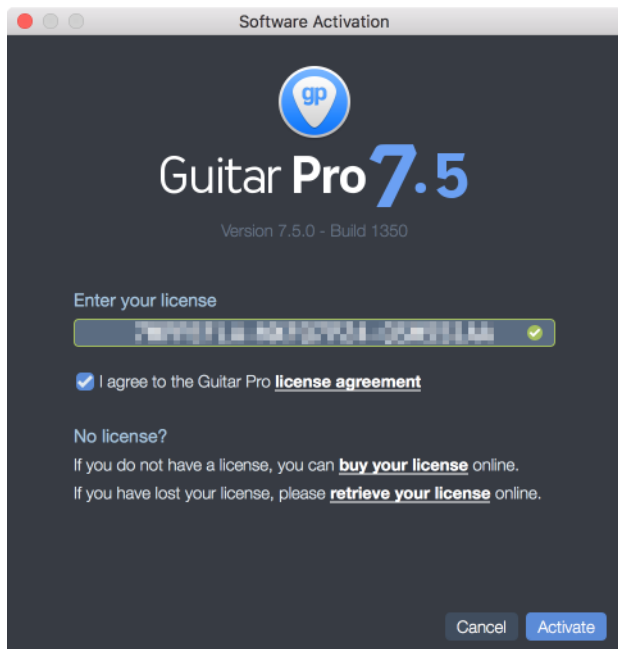 Software Activation
gp
Guitar Pro 7.5
Version 7.5.0 - Build 1350
Enter your license
I agree to the Guitar Pro license agreement
No license?
If you do not have a license, you can buy your license online.
If you have lost your license, please retrieve your license online.
Cancel Activate